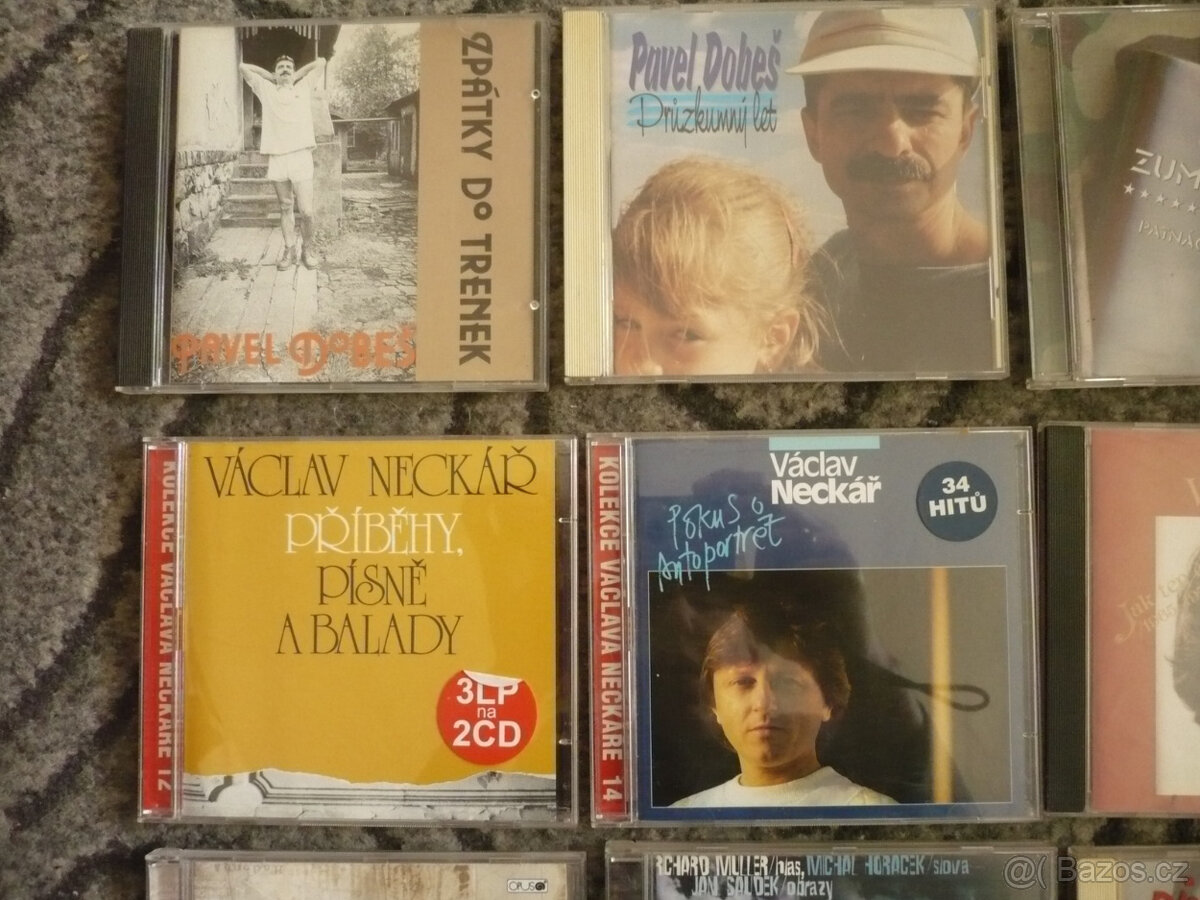 ZPÁTKY DO TRENEK
PAVEL DOBEŠ
Pavel Dobeš
Průzkumný let
ZUM
★★★★★
KOLEKCE VÁCLAVA NECKÁŘE 12
VÁCLAV NECKÁŘ
PŘÍBĚHY,
PÍSNĚ
A BALADY
3LP
na
2CD
KOLEKCE VÁCLAVA NECKÁŘE 14
Václav
Neckář
34
HITŮ
Pokus o
Autoportrét
OPUS
RICHARD MÜLLER/hlas, MICHAL HORÁČEK/slova
JAN SAUDEK/obrazy
@ Bazos.cz